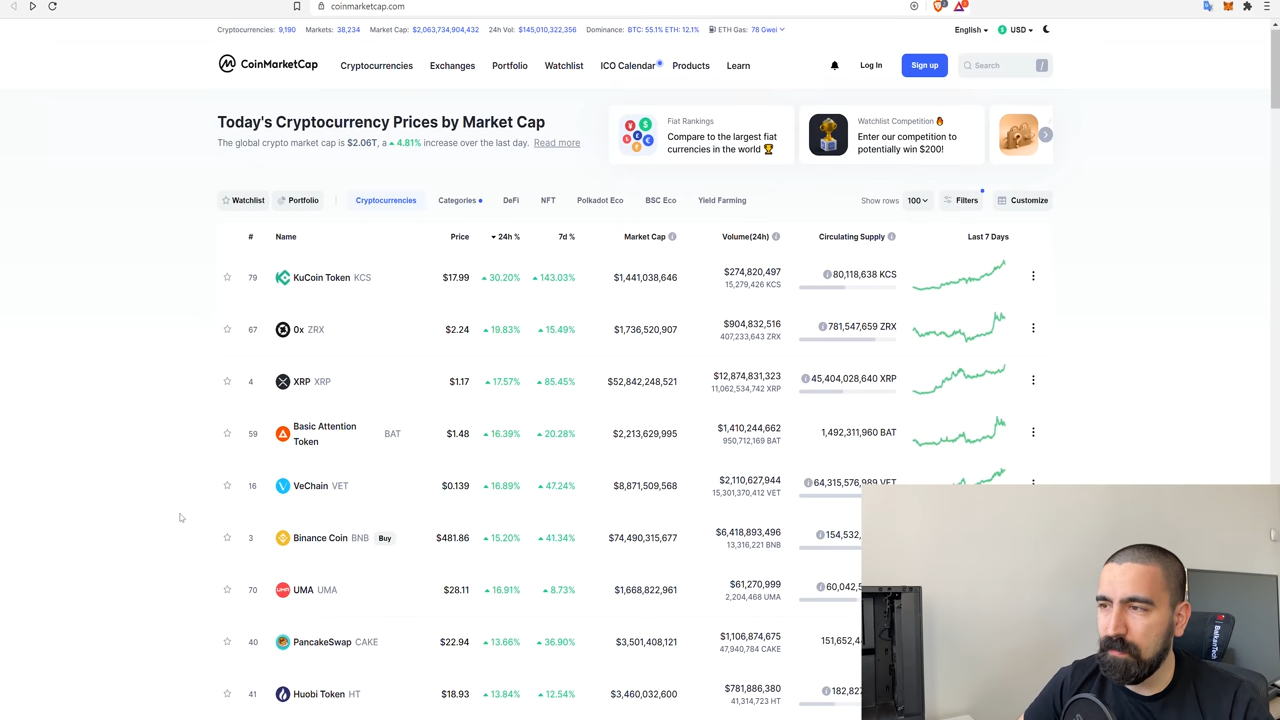 coinmarketcap.com
Cryptocurrencies: 9,190 Markets: 38,234 Market Cap: $2,063,734,904,432 24h Vol: $145,010,322,356 Dominance: BTC: 55.1% ETH: 12.1% ETH Gas: 78 Gwei English USD
CoinMarketCap Cryptocurrencies Exchanges Portfolio Watchlist ICO Calendar Products Learn Log In Sign up Search /
Today's Cryptocurrency Prices by Market Cap
The global crypto market cap is $2.06T, a 4.81% increase over the last day. Read more
Fiat Rankings
Compare to the largest fiat
currencies in the world
Watchlist Competition
Enter our competition to
potentially win $200!
Watchlist Portfolio Cryptocurrencies Categories DeFi NFT Polkadot Eco BSC Eco Yield Farming Show rows 100 Filters Customize
# Name Price 24h % 7d % Market Cap Volume(24h) Circulating Supply Last 7 Days
79 KuCoin Token KCS $17.99 30.20% 143.03% $1,441,038,646 $274,820,497 80,118,638 KCS
15,279,426 KCS
67 0x ZRX $2.24 19.83% 15.49% $1,736,520,907 $904,832,516 781,547,659 ZRX
407,233,643 ZRX
4 XRP XRP $1.17 17.57% 85.45% $52,842,248,521 $12,874,831,323 45,404,028,640 XRP
11,062,534,742 XRP
59 Basic Attention
Token BAT $1.48 16.39% 20.28% $2,213,629,995 $1,410,244,662 1,492,311,960 BAT
950,712,169 BAT
16 VeChain VET $0.139 16.89% 47.24% $8,871,509,568 $2,110,627,944 64,315,576,989 VET
15,301,370,412 VET
3 Binance Coin BNB Buy $481.86 15.20% 41.34% $74,490,315,677 $6,418,893,496 154,532,
13,316,221 BNB
70 UMA UMA $28.11 16.91% 8.73% $1,668,822,961 $61,270,999 60,042,5
2,204,468 UMA
40 PancakeSwap CAKE $22.94 13.66% 36.90% $3,501,408,121 $1,106,874,675 151,652,4
47,940,784 CAKE
41 Huobi Token HT $18.93 13.84% 12.54% $3,460,032,600 $781,886,380 182,827
41,314,723 HT
BalkanTech